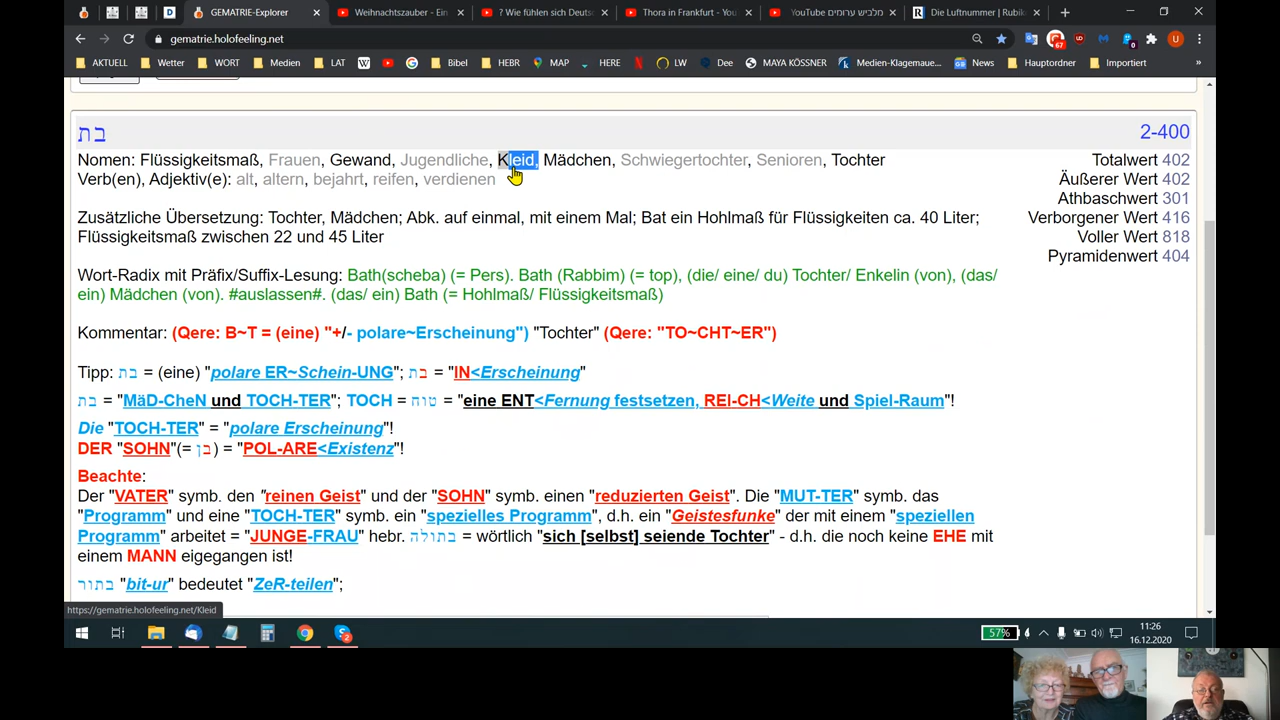 GEMATRIE-Explorer
Weihnachtszauber - Ein
? Wie fühlen sich Deuts
Thora in Frankfurt - You
YouTube מלביש ערומים
Die Luftnummer | Rubik
gematrie.holofeeling.net
AKTUELL Wetter WORT Medien LAT Bibel HEBR MAP HERE LW Dee MAYA KÖSSNER Medien-Klagemaue... News Hauptordner Importiert »
בת 2-400
Nomen: Flüssigkeitsmaß, Frauen, Gewand, Jugendliche, Kleid, Mädchen, Schwiegertochter, Senioren, Tochter Totalwert 402
Verb(en), Adjektiv(e): alt, altern, bejahrt, reifen, verdienen Äußerer Wert 402
Athbaschwert 301
Zusätzliche Übersetzung: Tochter, Mädchen; Abk. auf einmal, mit einem Mal; Bat ein Hohlmaß für Flüssigkeiten ca. 40 Liter; Verborgener Wert 416
Flüssigkeitsmaß zwischen 22 und 45 Liter Voller Wert 818
Pyramidenwert 404
Wort-Radix mit Präfix/Suffix-Lesung: Bath(scheba) (= Pers). Bath (Rabbim) (= top), (die/ eine/ du) Tochter/ Enkelin (von), (das/
ein) Mädchen (von). #auslassen#. (das/ ein) Bath (= Hohlmaß/ Flüssigkeitsmaß)
Kommentar: (Qere: B~T = (eine) "+/- polare~Erscheinung") "Tochter" (Qere: "TO~CHT~ER")
Tipp: בת = (eine) "polare ER~Schein-UNG"; בת = "IN<Erscheinung"
בת = "MäD-CheN und TOCH-TER"; TOCH = טוח = "eine ENT<Fernung festsetzen, REI-CH<Weite und Spiel-Raum"!
Die "TOCH-TER" = "polare Erscheinung"!
DER "SOHN"(= בן) = "POL-ARE<Existenz"!
Beachte:
Der "VATER" symb. den "reinen Geist" und der "SOHN" symb. einen "reduzierten Geist". Die "MUT-TER" symb. das
"Programm" und eine "TOCH-TER" symb. ein "spezielles Programm", d.h. ein "Geistesfunke" der mit einem "speziellen
Programm" arbeitet = "JUNGE-FRAU" hebr. בתולה = wörtlich "sich [selbst] seiende Tochter" - d.h. die noch keine EHE mit
einem MANN eigegangen ist!
בתור "bit-ur" bedeutet "ZeR-teilen";
https://gematrie.holofeeling.net/Kleid
57%
11:26
16.12.2020